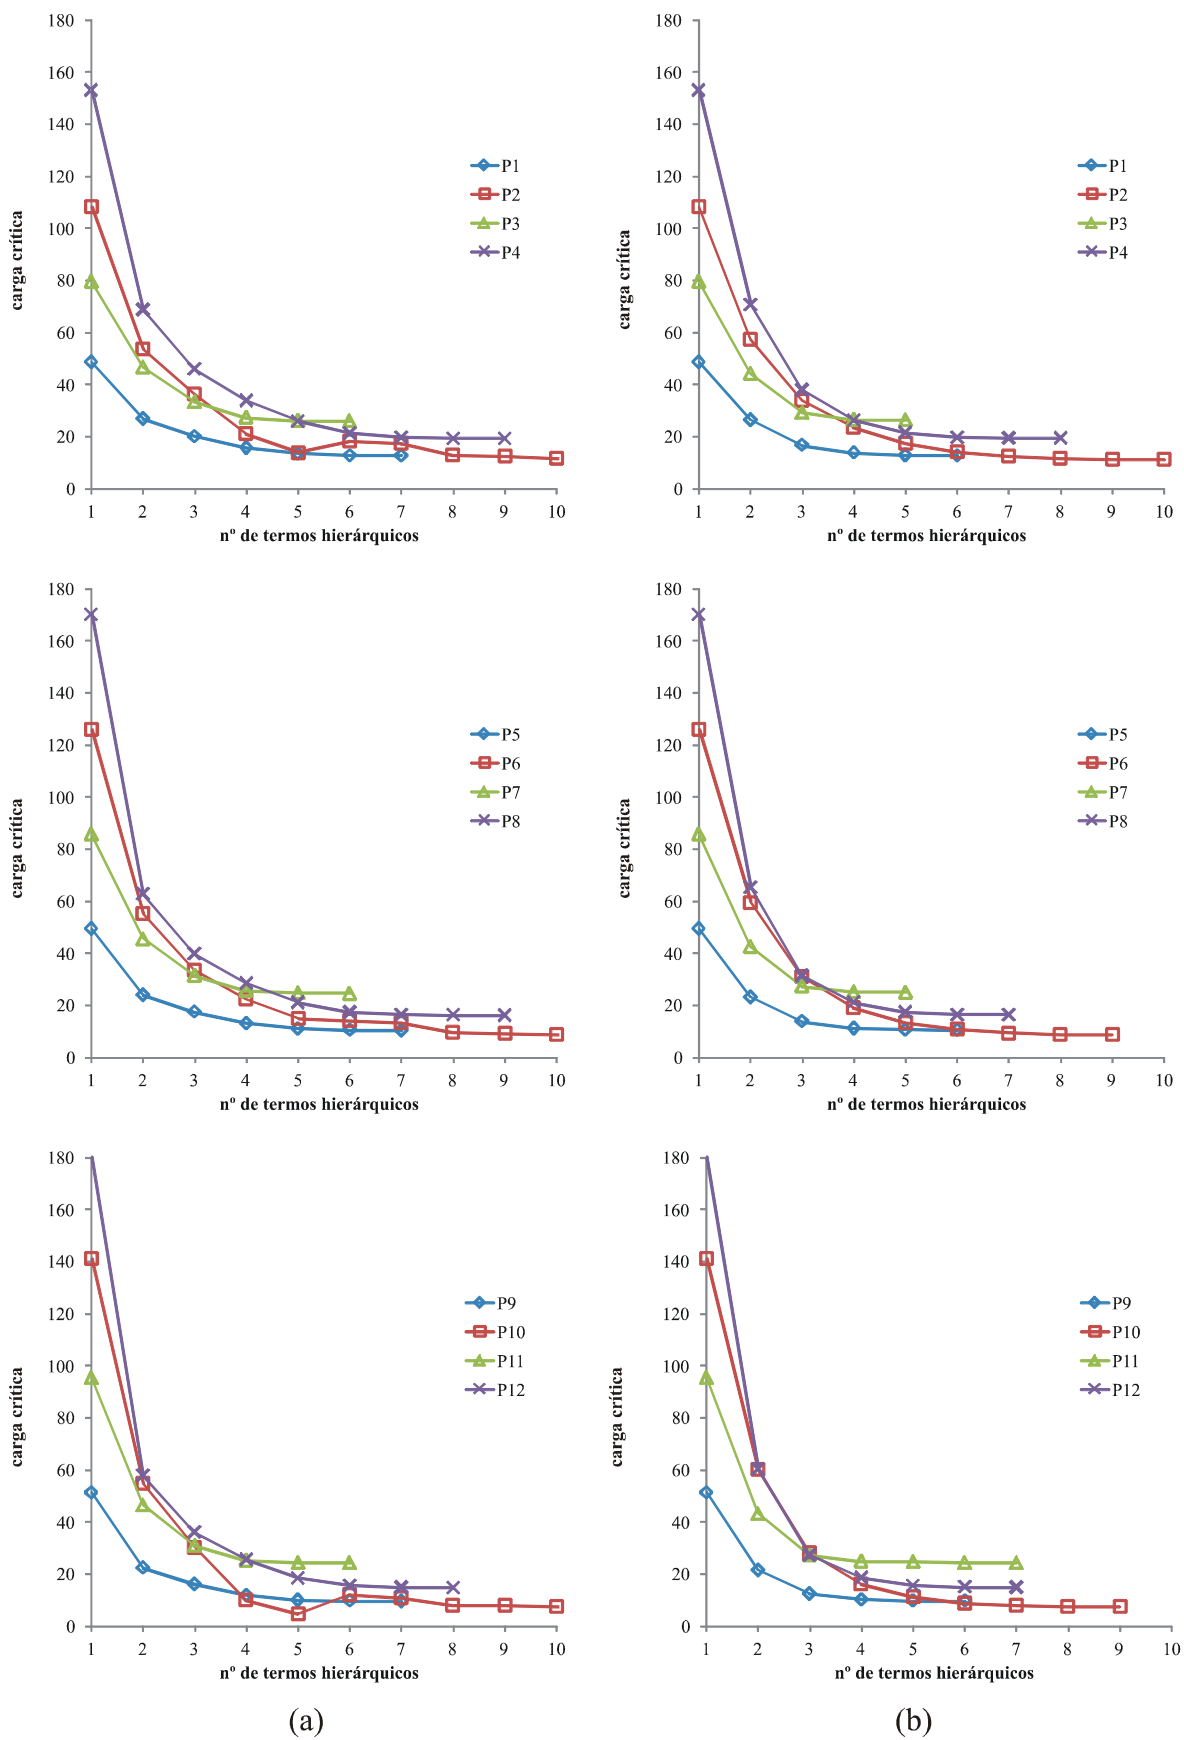 180
160
140
120
100
80
60
40
20
0
carga crítica
P1
P2
P3
P4
1 2 3 4 5 6 7 8 9 10
nº de termos hierárquicos
180
160
140
120
100
80
60
40
20
0
carga crítica
P1
P2
P3
P4
1 2 3 4 5 6 7 8 9 10
nº de termos hierárquicos
180
160
140
120
100
80
60
40
20
0
carga crítica
P5
P6
P7
P8
1 2 3 4 5 6 7 8 9 10
nº de termos hierárquicos
180
160
140
120
100
80
60
40
20
0
carga crítica
P5
P6
P7
P8
1 2 3 4 5 6 7 8 9 10
nº de termos hierárquicos
180
160
140
120
100
80
60
40
20
0
carga crítica
P9
P10
P11
P12
1 2 3 4 5 6 7 8 9 10
nº de termos hierárquicos
180
160
140
120
100
80
60
40
20
0
carga crítica
P9
P10
P11
P12
1 2 3 4 5 6 7 8 9 10
nº de termos hierárquicos
(a)
(b)